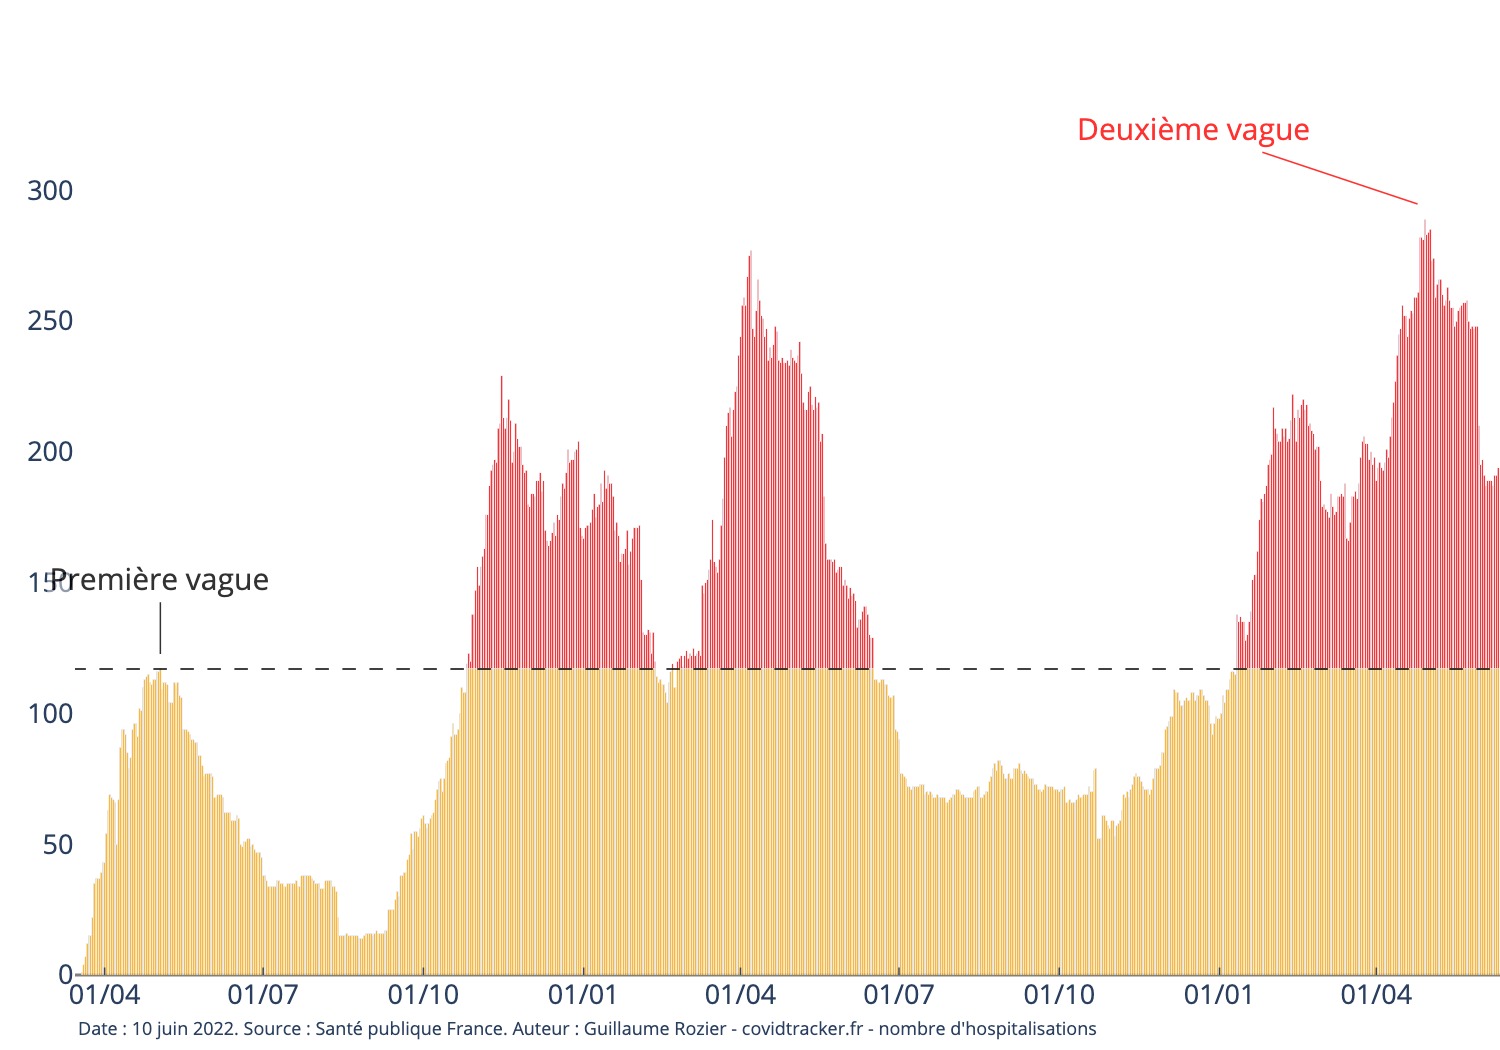 Deuxième vague
300
250
200
150
Première vague
100
50
0
01/04 01/07 01/10 01/01 01/04 01/07 01/10 01/01 01/04
Date : 10 juin 2022. Source : Santé publique France. Auteur : Guillaume Rozier - covidtracker.fr - nombre d'hospitalisations